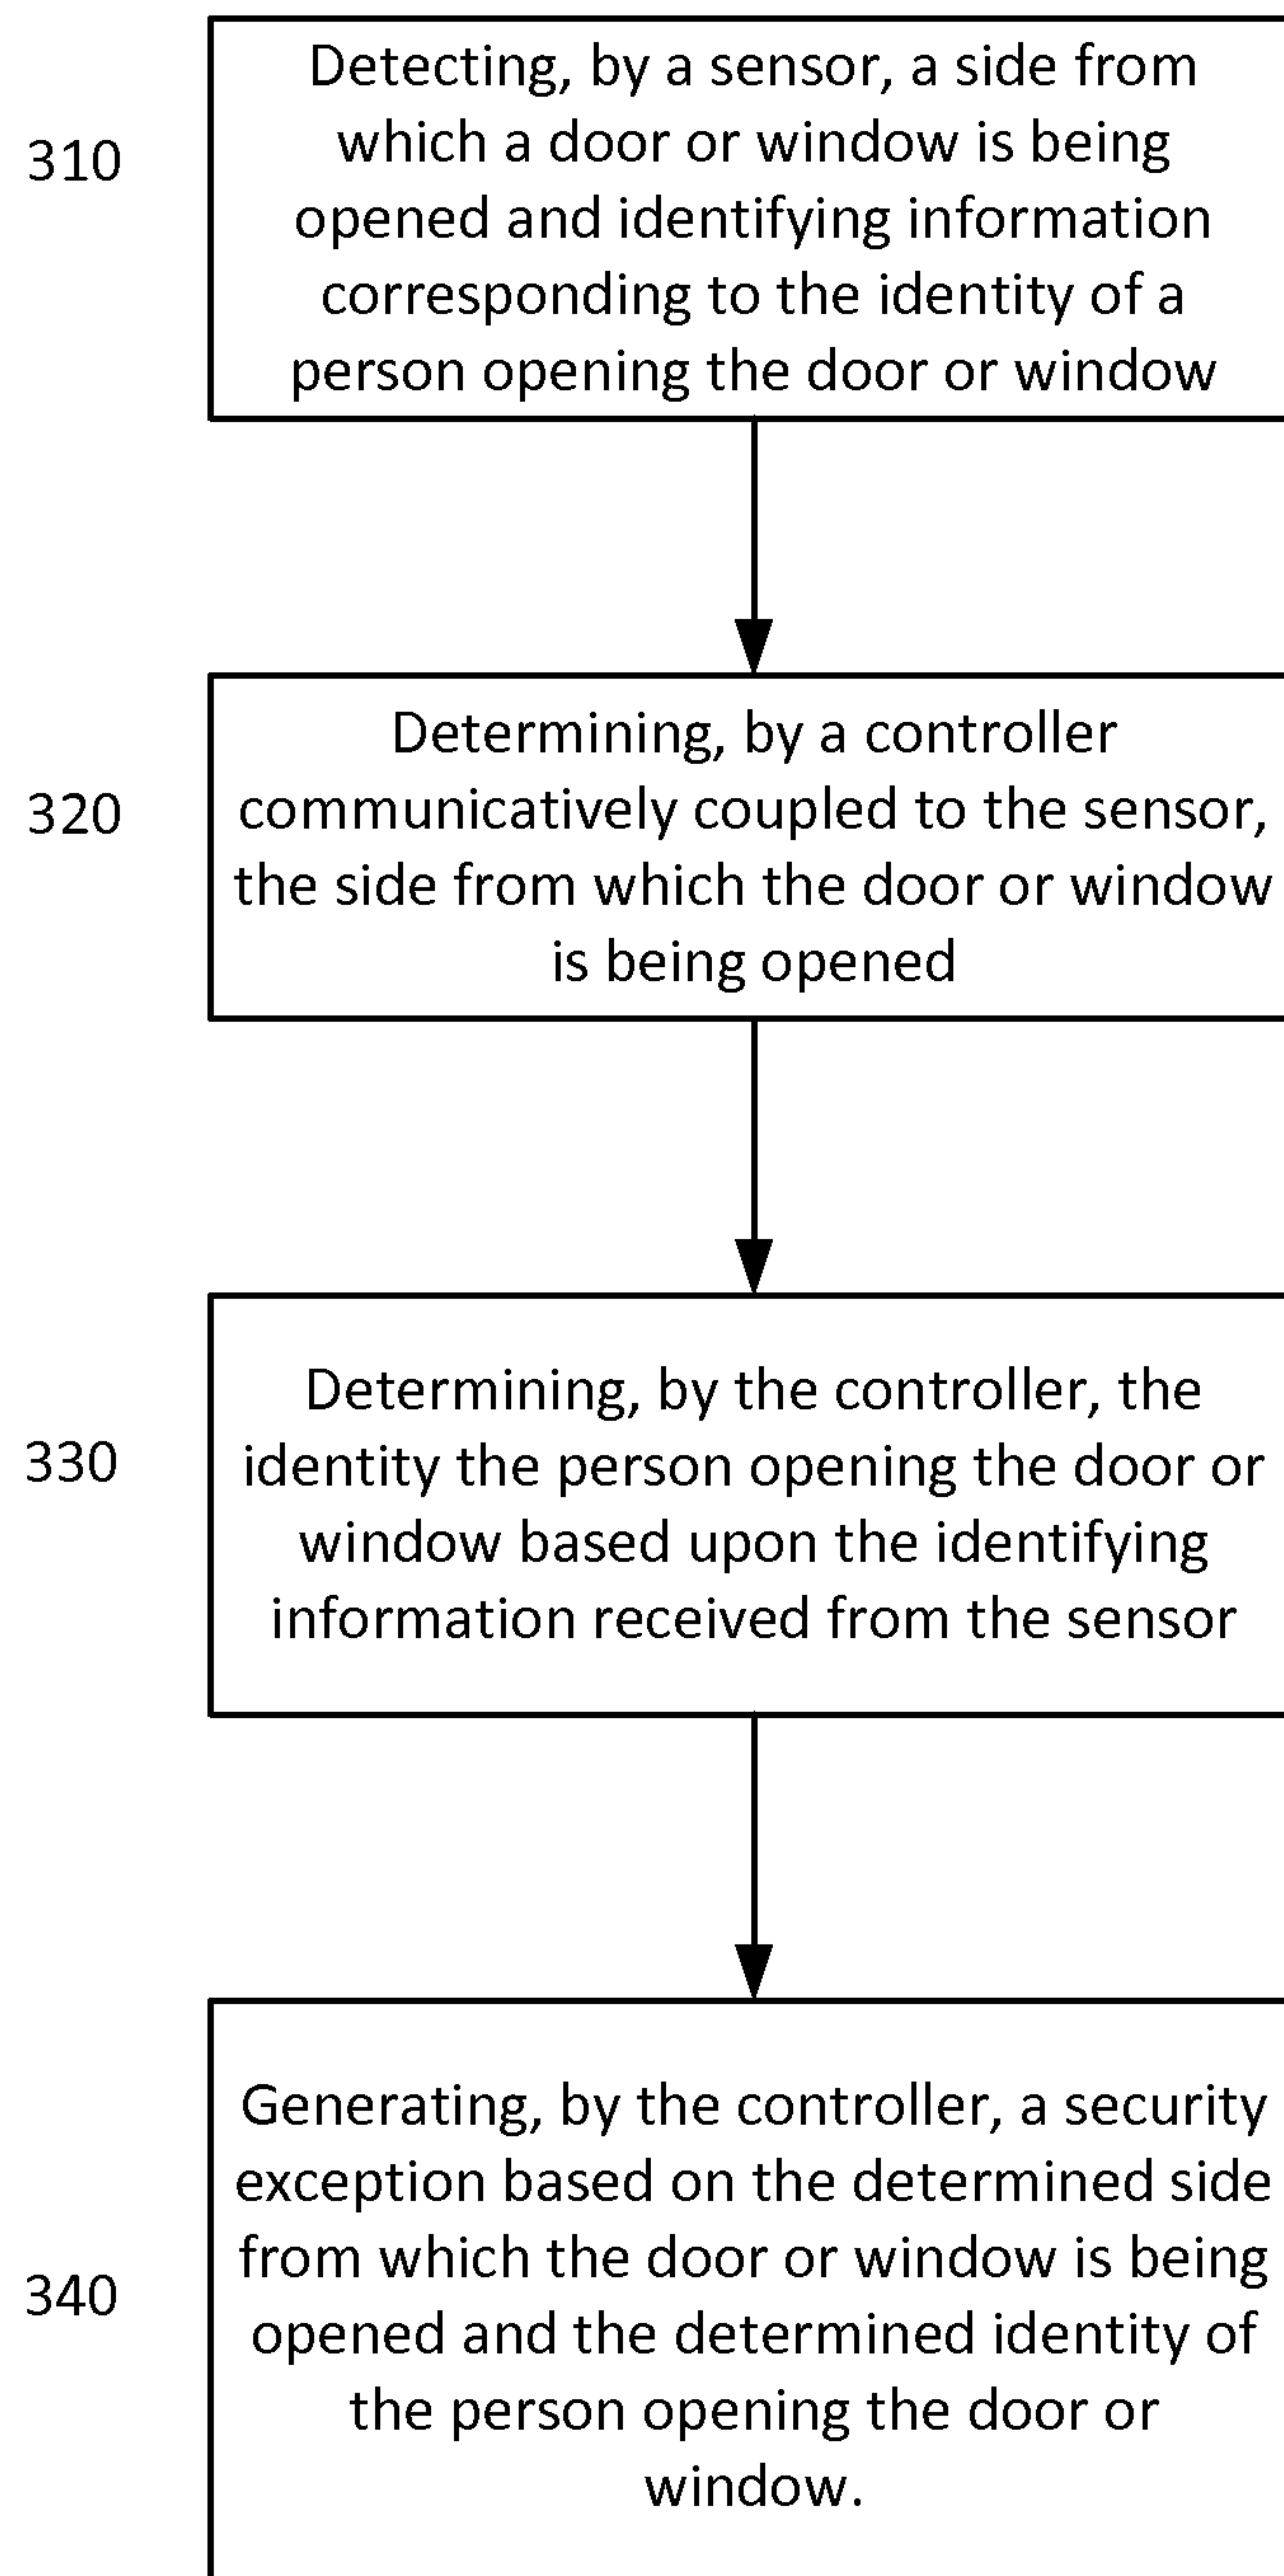 310
Detecting, by a sensor, a side from
which a door or window is being
opened and identifying information
corresponding to the identity of a
person opening the door or window
320
Determining, by a controller
communicatively coupled to the sensor,
the side from which the door or window
is being opened
330
Determining, by the controller, the
identity the person opening the door or
window based upon the identifying
information received from the sensor
340
Generating, by the controller, a security
exception based on the determined side
from which the door or window is being
opened and the determined identity of
the person opening the door or
window.